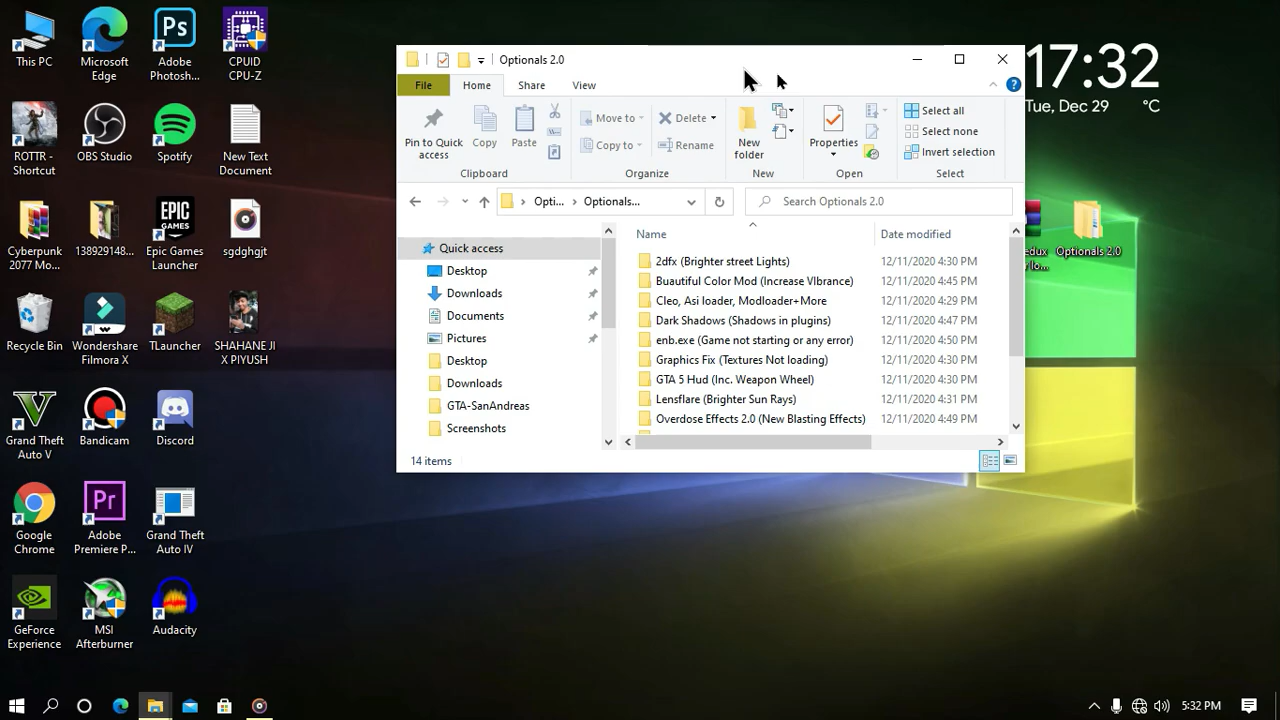 This PC
Microsoft
Edge
Adobe
Photosh...
CPUID
CPU-Z
ROTTR -
Shortcut
OBS Studio
Spotify
New Text
Document
Cyberpunk
2077 Mo...
138929148...
Epic Games
Launcher
sgdghgjt
Recycle Bin
Wondershare
Filmora X
TLauncher
SHAHANE JI
X PIYUSH
Grand Theft
Auto V
Bandicam
Discord
Google
Chrome
Adobe
Premiere P...
Grand Theft
Auto IV
GeForce
Experience
MSI
Afterburner
Audacity
Optionals 2.0
File
Home
Share
View
Pin to Quick
access
Copy
Paste
Clipboard
Move to
Copy to
Delete
Rename
Organize
New
folder
New
Properties
Open
Select all
Select none
Invert selection
Select
Opti...
Optionals...
Search Optionals 2.0
Quick access
Desktop
Downloads
Documents
Pictures
Desktop
Downloads
GTA-SanAndreas
Screenshots
Name Date modified
2dfx (Brighter street Lights) 12/11/2020 4:30 PM
Buautiful Color Mod (Increase VIbrance) 12/11/2020 4:45 PM
Cleo, Asi loader, Modloader+More 12/11/2020 4:29 PM
Dark Shadows (Shadows in plugins) 12/11/2020 4:47 PM
enb.exe (Game not starting or any error) 12/11/2020 4:50 PM
Graphics Fix (Textures Not loading) 12/11/2020 4:30 PM
GTA 5 Hud (Inc. Weapon Wheel) 12/11/2020 4:30 PM
Lensflare (Brighter Sun Rays) 12/11/2020 4:31 PM
Overdose Effects 2.0 (New Blasting Effects) 12/11/2020 4:49 PM
14 items
17:32
Tue, Dec 29 °C
Optionals 2.0
5:32 PM